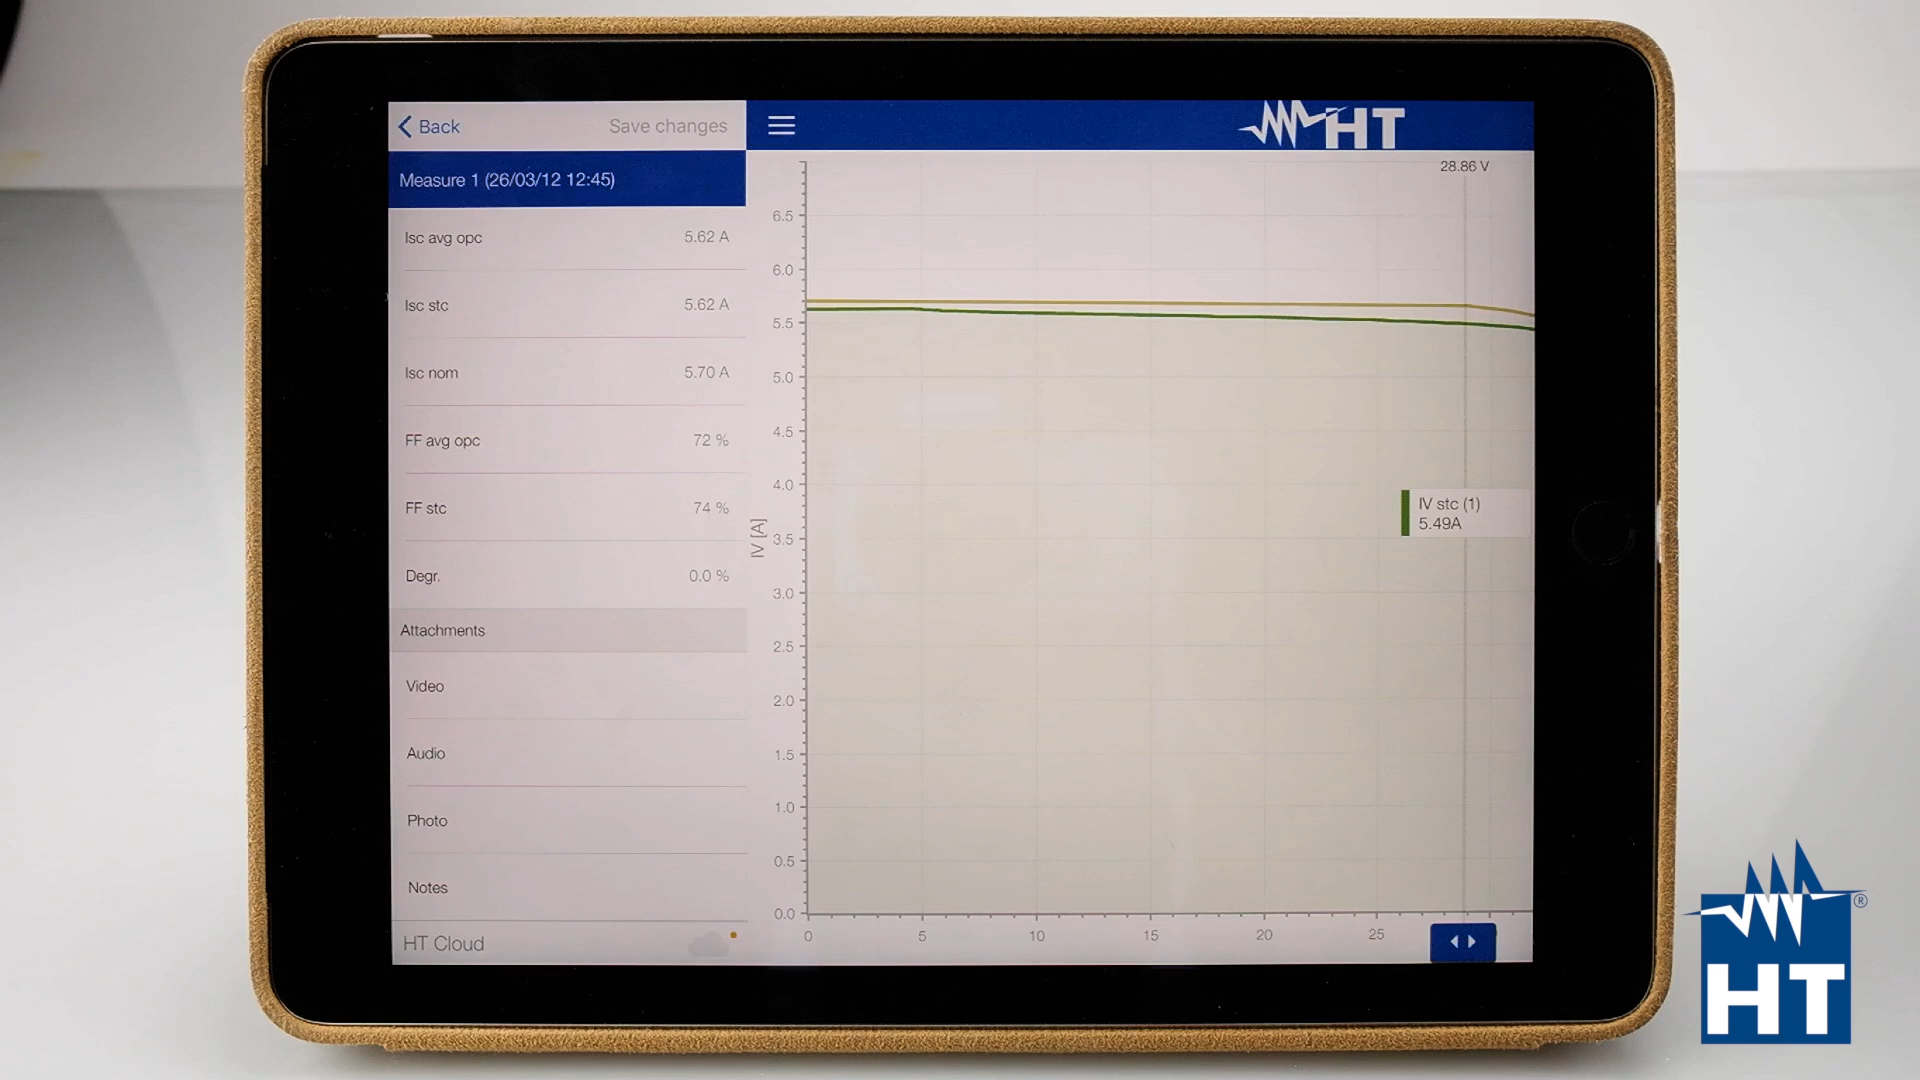 Back Save changes
HT
Measure 1 (26/03/12 12:45)
Isc avg opc 5.62 A
Isc stc 5.62 A
Isc nom 5.70 A
FF avg opc 72 %
FF stc 74 %
Degr. 0.0 %
Attachments
Video
Audio
Photo
Notes
HT Cloud
28.86 V
6.5
6.0
5.5
5.0
4.5
4.0
3.5
3.0
2.5
2.0
1.5
1.0
0.5
0.0
IV [A]
IV stc (1)
5.49A
0 5 10 15 20 25
®
HT